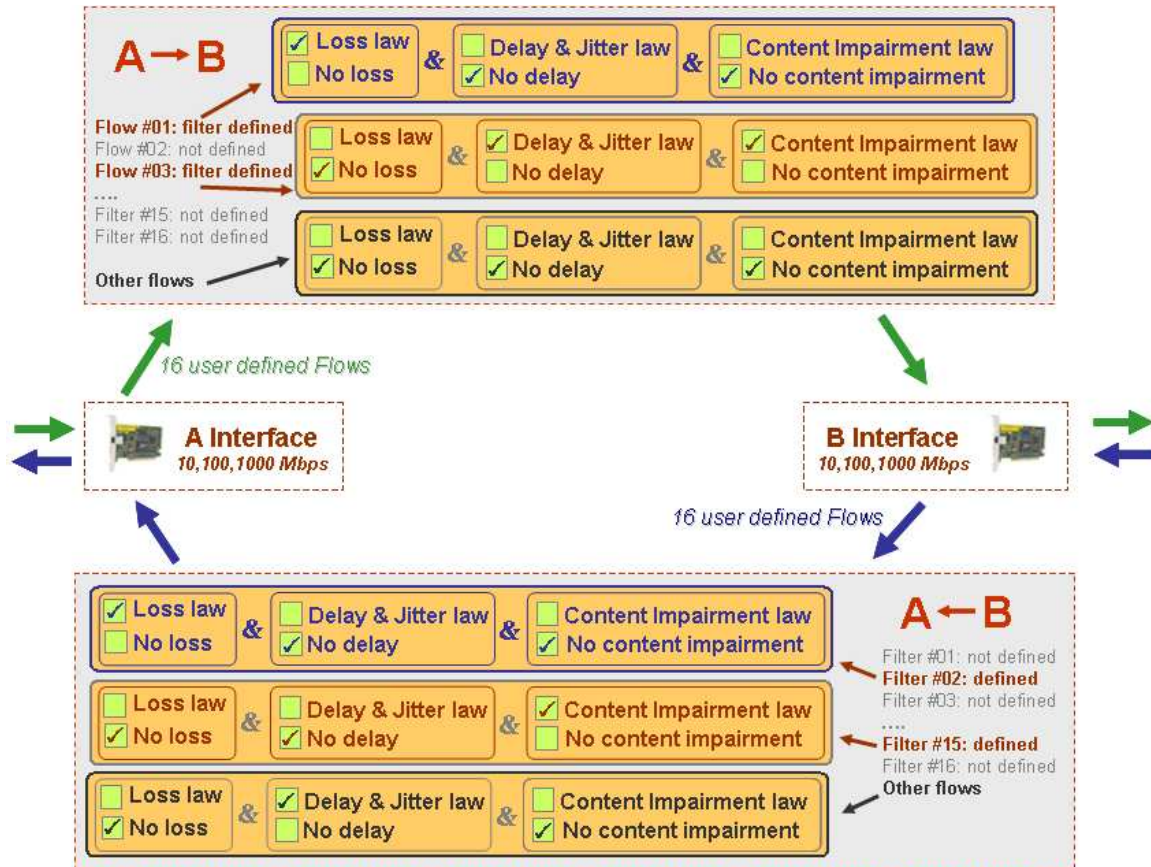 A → B
✓ Loss law
No loss
&
Delay & Jitter law
✓ No delay
&
Content Impairment law
✓ No content impairment
Flow #01: filter defined
Flow #02: not defined
Flow #03: filter defined
....
Filter #15: not defined
Filter #16: not defined
Other flows
Loss law
✓ No loss
&
✓ Delay & Jitter law
No delay
&
✓ Content Impairment law
No content impairment
Loss law
✓ No loss
&
Delay & Jitter law
✓ No delay
&
Content Impairment law
✓ No content impairment
16 user defined Flows
A Interface
10,100,1000 Mbps
B Interface
10,100,1000 Mbps
16 user defined Flows
✓ Loss law
No loss
&
Delay & Jitter law
✓ No delay
&
Content Impairment law
✓ No content impairment
Loss law
✓ No loss
&
Delay & Jitter law
✓ No delay
&
✓ Content Impairment law
No content impairment
Loss law
✓ No loss
&
✓ Delay & Jitter law
No delay
&
Content Impairment law
✓ No content impairment
A ← B
Filter #01: not defined
Filter #02: defined
Filter #03: not defined
....
Filter #15: defined
Filter #16: not defined
Other flows